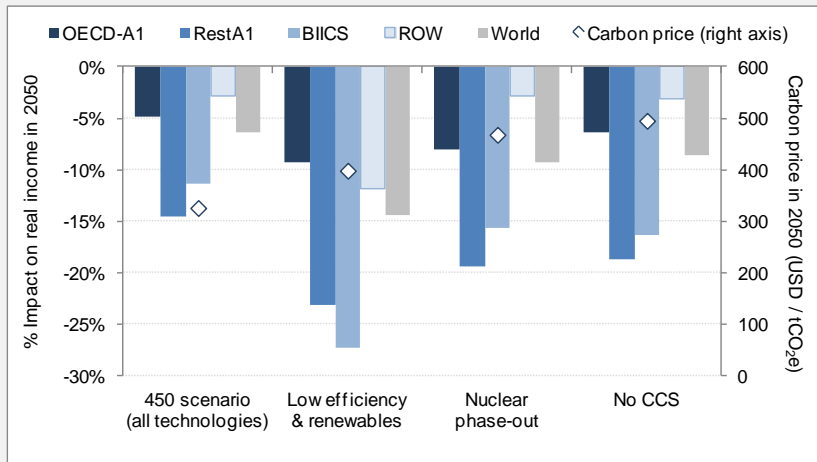 OECD-A1 RestA1 BIICS ROW World Carbon price (right axis)
% Impact on real income in 2050
0%
-5%
-10%
-15%
-20%
-25%
-30%
600
500
400
300
200
100
0
Carbon price in 2050 (USD / tCO₂e)
450 scenario
(all technologies)
Low efficiency
& renewables
Nuclear
phase-out
No CCS